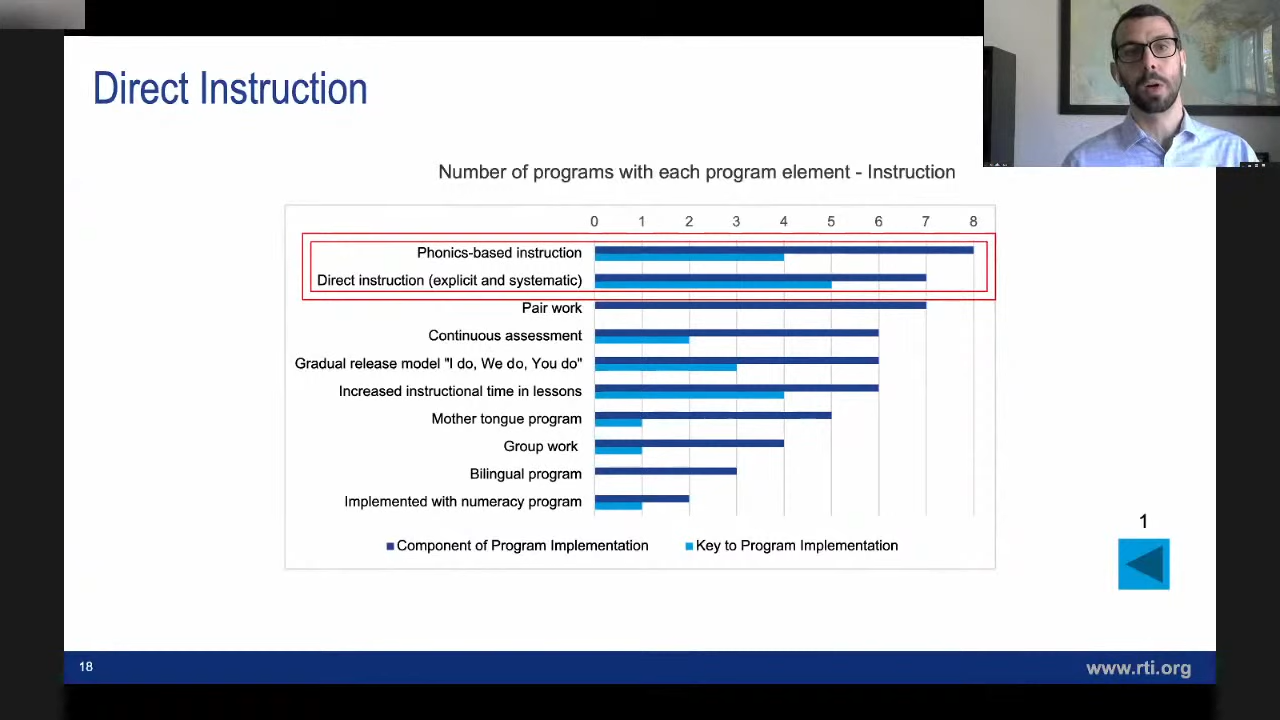 Direct Instruction
Number of programs with each program element - Instruction
0 1 2 3 4 5 6 7 8
Phonics-based instruction
Direct instruction (explicit and systematic)
Pair work
Continuous assessment
Gradual release model "I do, We do, You do"
Increased instructional time in lessons
Mother tongue program
Group work
Bilingual program
Implemented with numeracy program
Component of Program Implementation Key to Program Implementation
1
18
www.rti.org